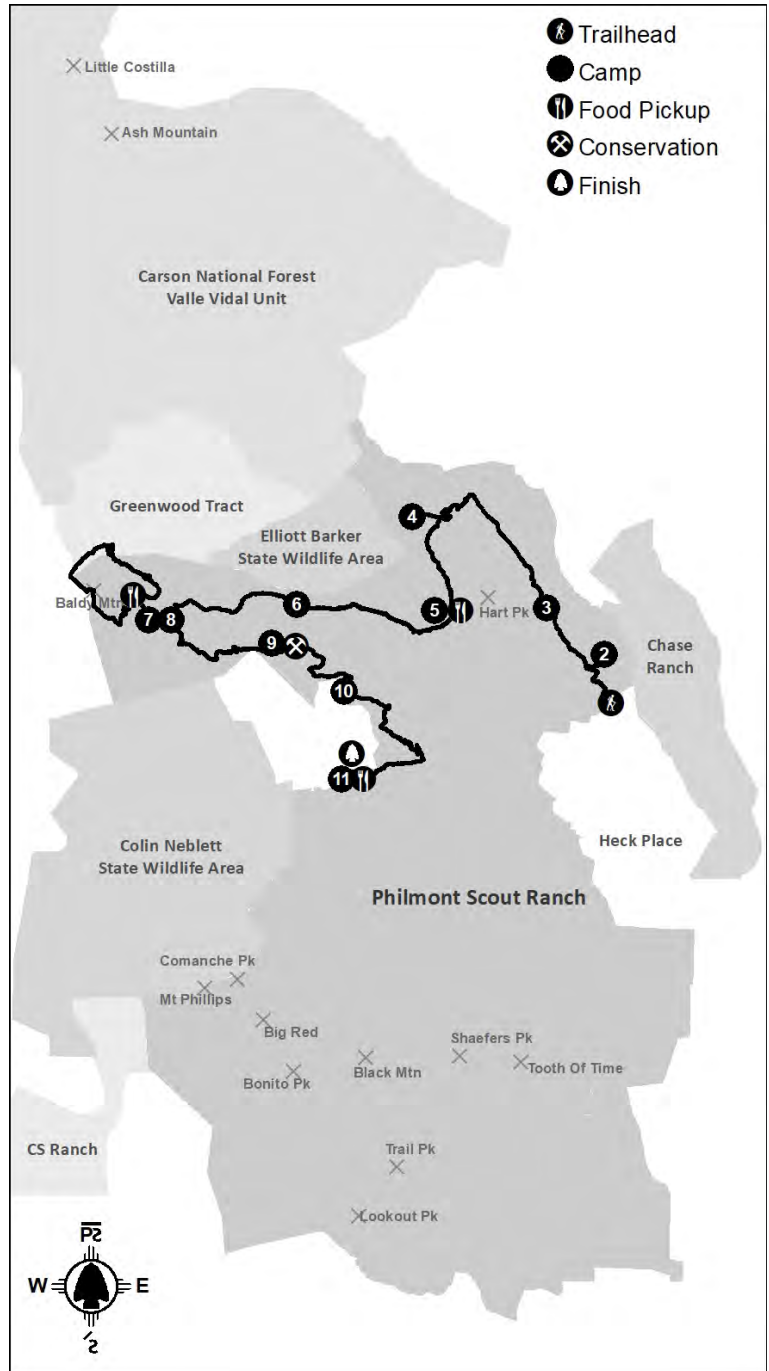 Trailhead
Camp
Food Pickup
Conservation
Finish
Little Costilla
Ash Mountain
Carson National Forest
Valle Vidal Unit
Greenwood Tract
Elliott Barker
State Wildlife Area
4
Baldy Mtn
5
Hart Pk
3
6
7
8
2
Chase
Ranch
9
10
11
Heck Place
Colin Neblett
State Wildlife Area
Philmont Scout Ranch
Comanche Pk
Mt Phillips
Big Red
Shaefers Pk
Black Mtn
Tooth Of Time
Bonito Pk
CS Ranch
Trail Pk
Lookout Pk
W
E